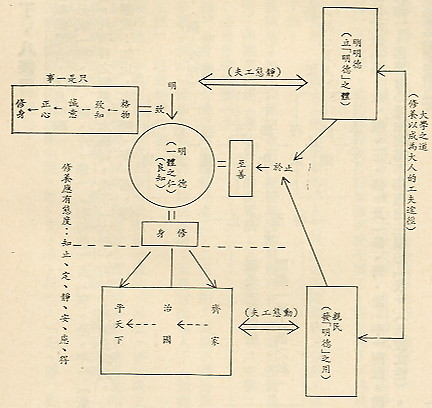 大學之道
(修養以成為大人的工夫途徑)
明明德
(立「明德」之體)
(靜態工夫)
明
只是一事
格物
致知
誠意
正心
修身
致
明德
(一體之仁)
(良知)
至善
止於
修身
齊家
治國
平天下
(動態工夫)
親民
(發「明德」之用)
修養應有態度：知止、定、靜、安、慮、得